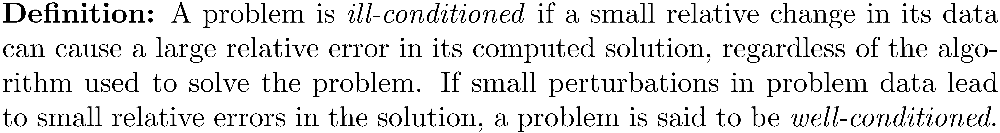 Definition: A problem is ill-conditioned if a small relative change in its data
can cause a large relative error in its computed solution, regardless of the algo-
rithm used to solve the problem. If small perturbations in problem data lead
to small relative errors in the solution, a problem is said to be well-conditioned.